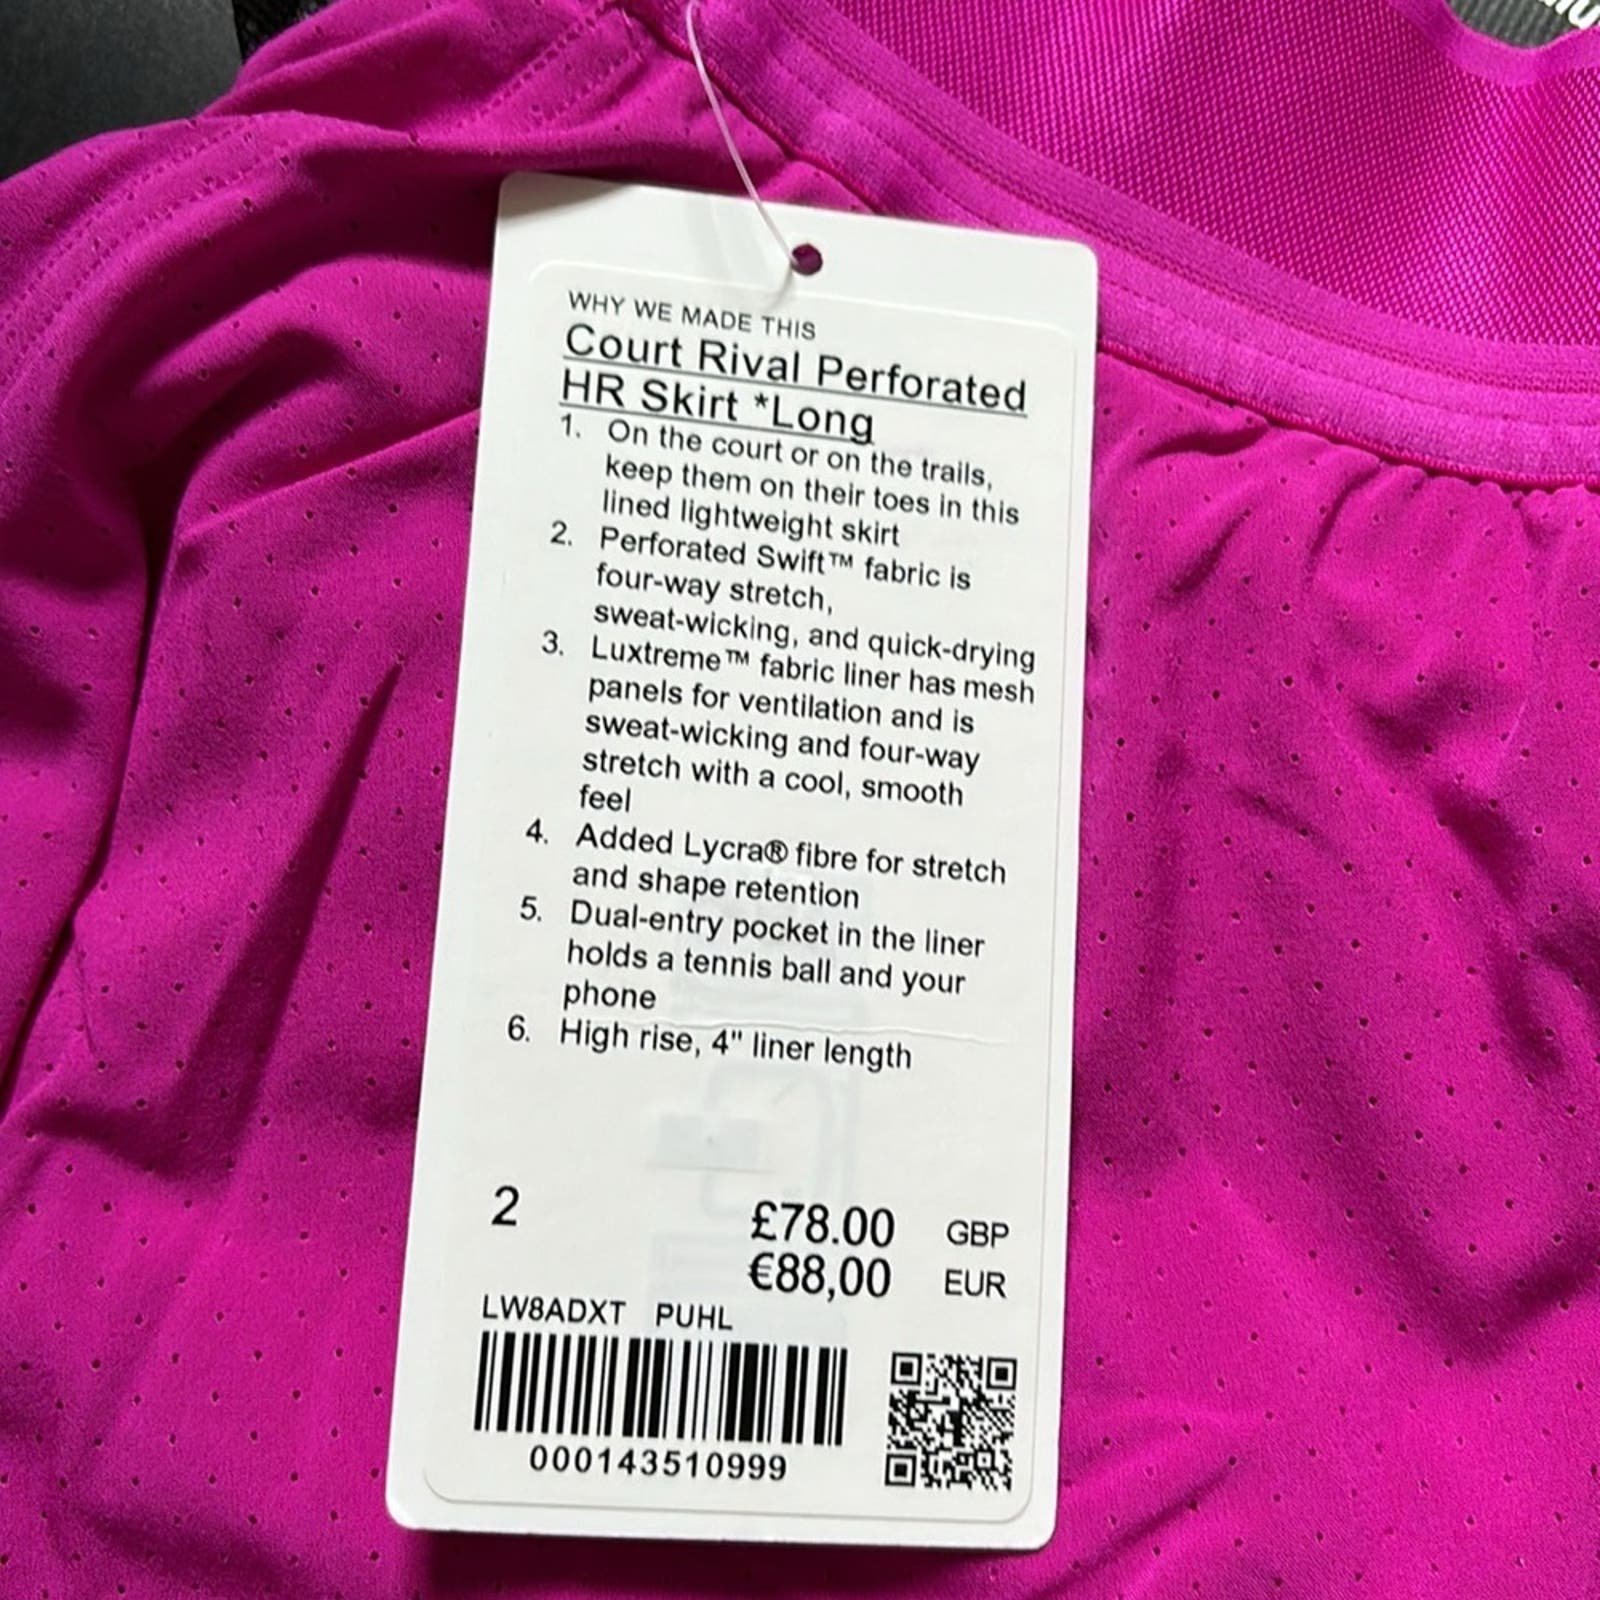 WHY WE MADE THIS
Court Rival Perforated
HR Skirt *Long
1. On the court or on the trails,
keep them on their toes in this
lined lightweight skirt
2. Perforated Swift™ fabric is
four-way stretch,
sweat-wicking, and quick-drying
3. Luxtreme™ fabric liner has mesh
panels for ventilation and is
sweat-wicking and four-way
stretch with a cool, smooth
feel
4. Added Lycra® fibre for stretch
and shape retention
5. Dual-entry pocket in the liner
holds a tennis ball and your
phone
6. High rise, 4" liner length
2 £78.00 GBP
€88,00 EUR
LW8ADXT PUHL
000143510999